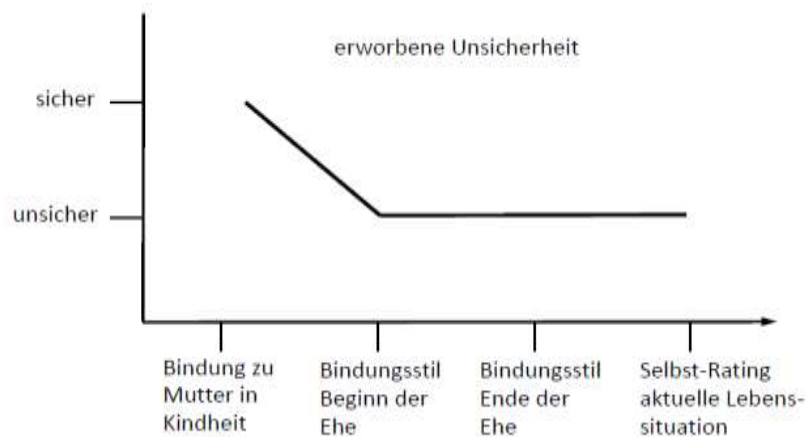 erworbene Unsicherheit
sicher
unsicher
Bindung zu
Mutter in
Kindheit
Bindungsstil
Beginn der
Ehe
Bindungsstil
Ende der
Ehe
Selbst-Rating
aktuelle Lebens-
situation